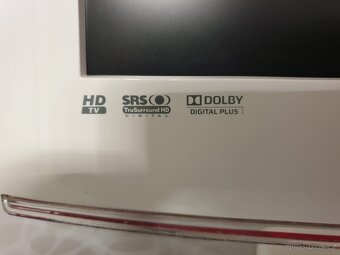 HD
TV
SRS
TruSurround HD
DIGITAL
DOLBY
DIGITAL PLUS